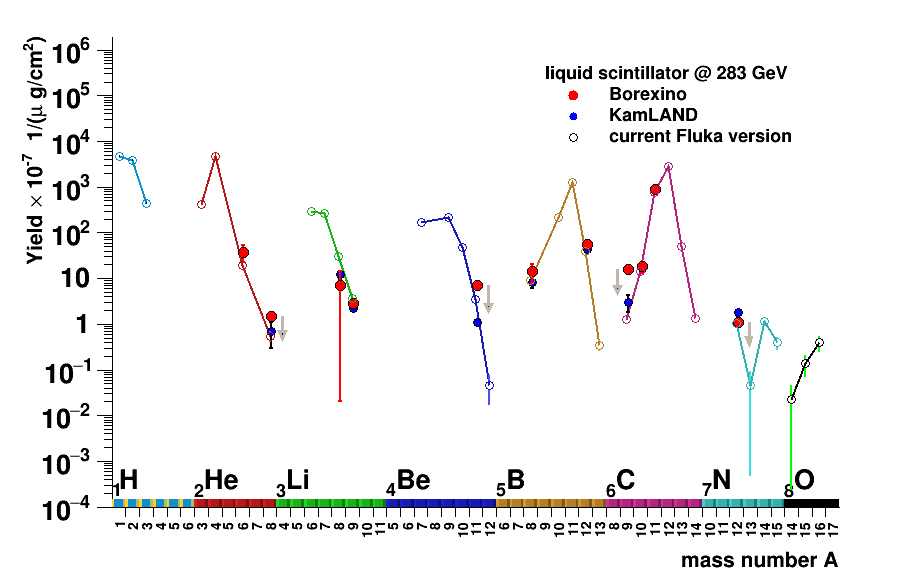 Yield × 10⁻⁷ 1/(μ g/cm²)
10⁶
10⁵
10⁴
10³
10²
10
1
10⁻¹
10⁻²
10⁻³
10⁻⁴
liquid scintillator @ 283 GeV
Borexino
KamLAND
current Fluka version
₁H ₂He ₃Li ₄Be ₅B ₆C ₇N ₈O
1 2 3 4 5 6 3 4 5 6 7 8 4 5 6 7 8 9 10 11 5 6 7 8 9 10 11 12 6 7 8 9 10 11 12 13 8 9 10 11 12 13 14 10 11 12 13 14 15 14 15 16 17
mass number A